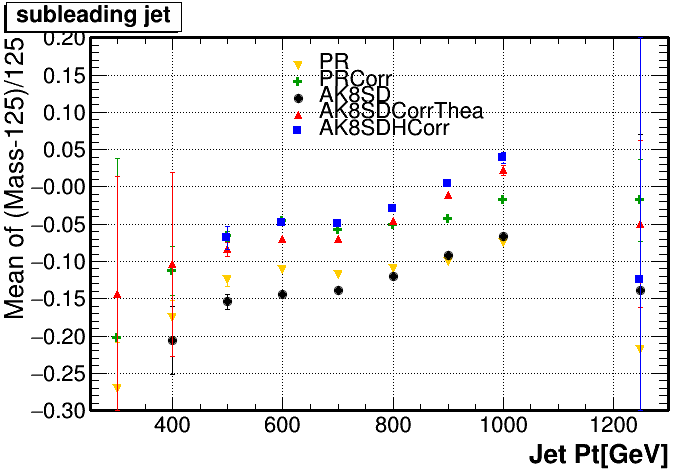 subleading jet
Mean of (Mass-125)/125
0.20
0.15
0.10
0.05
−0.00
−0.05
−0.10
−0.15
−0.20
−0.25
−0.30
PR
PRCorr
AK8SD
AK8SDCorrThea
AK8SDHCorr
400 600 800 1000 1200
Jet Pt[GeV]